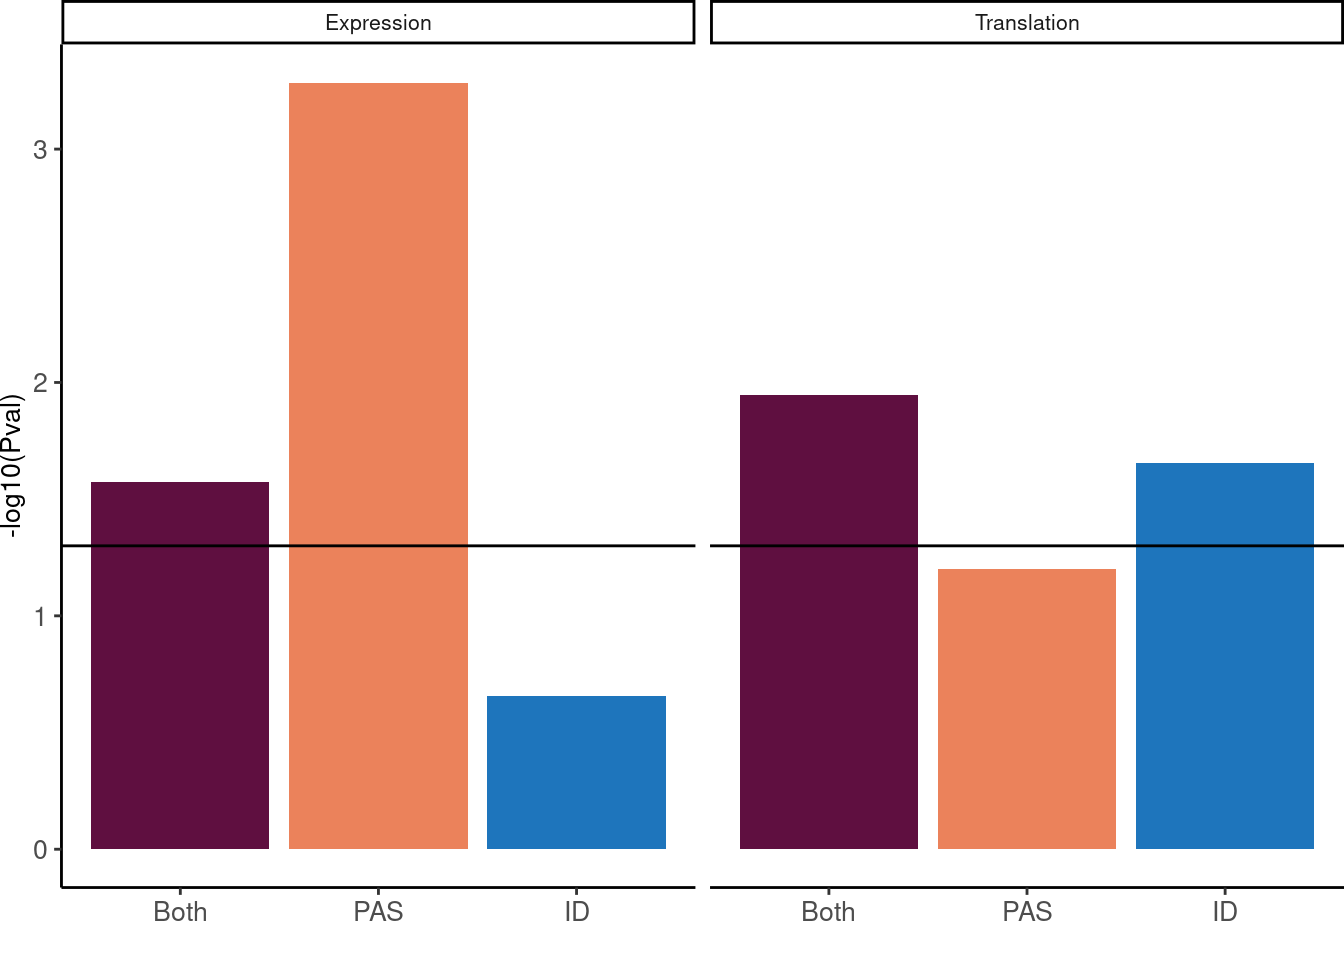 Expression
Translation
-log10(Pval)
3
2
1
0
Both
PAS
ID
Both
PAS
ID